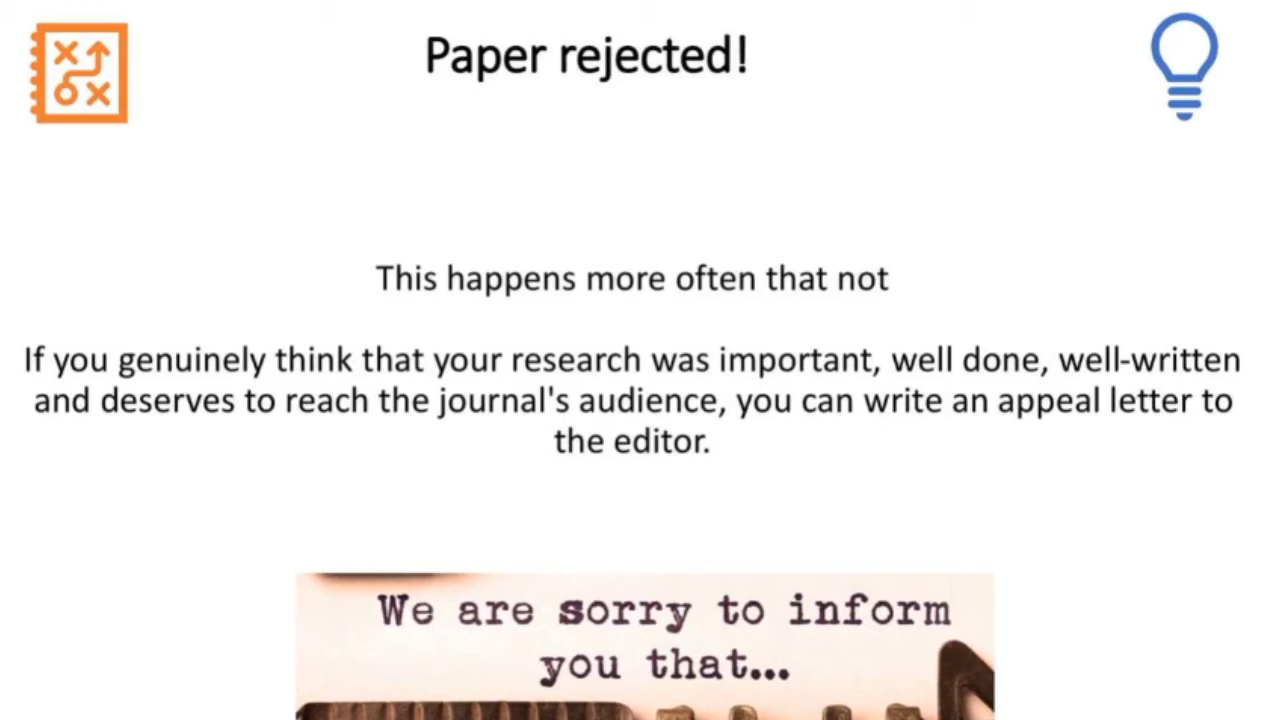 Paper rejected!
This happens more often that not
If you genuinely think that your research was important, well done, well-written
and deserves to reach the journal's audience, you can write an appeal letter to
the editor.
We are sorry to inform
you that...